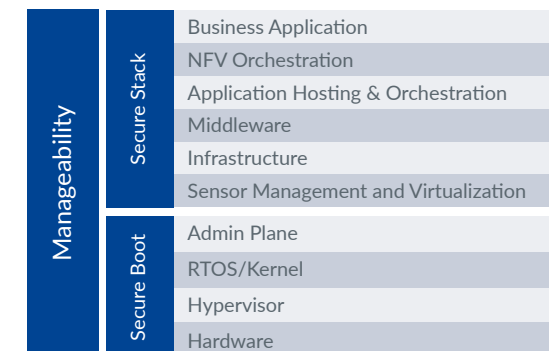 Manageability
Secure Stack
Business Application
NFV Orchestration
Application Hosting & Orchestration
Middleware
Infrastructure
Sensor Management and Virtualization
Secure Boot
Admin Plane
RTOS/Kernel
Hypervisor
Hardware